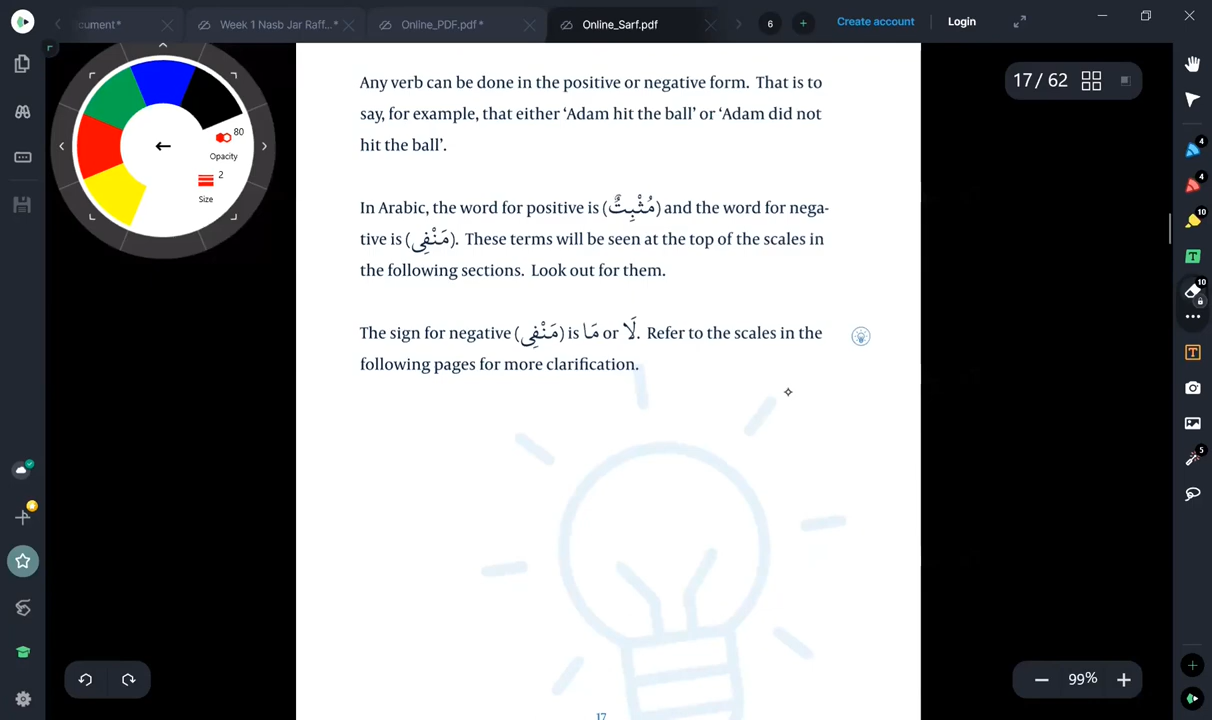 cument*
Week 1 Nasb Jar Raff...*
Online_PDF.pdf*
Online_Sarf.pdf
6
Create account
Login
17 / 62
80
Opacity
2
Size
Any verb can be done in the positive or negative form. That is to
say, for example, that either ‘Adam hit the ball’ or ‘Adam did not
hit the ball’.
In Arabic, the word for positive is (مُثْبِتٌ) and the word for nega-
tive is (مَنْفِى). These terms will be seen at the top of the scales in
the following sections. Look out for them.
The sign for negative (مَنْفِى) is مَا or لَا. Refer to the scales in the
following pages for more clarification.
17
4
4
10
T
10
T
5
99%